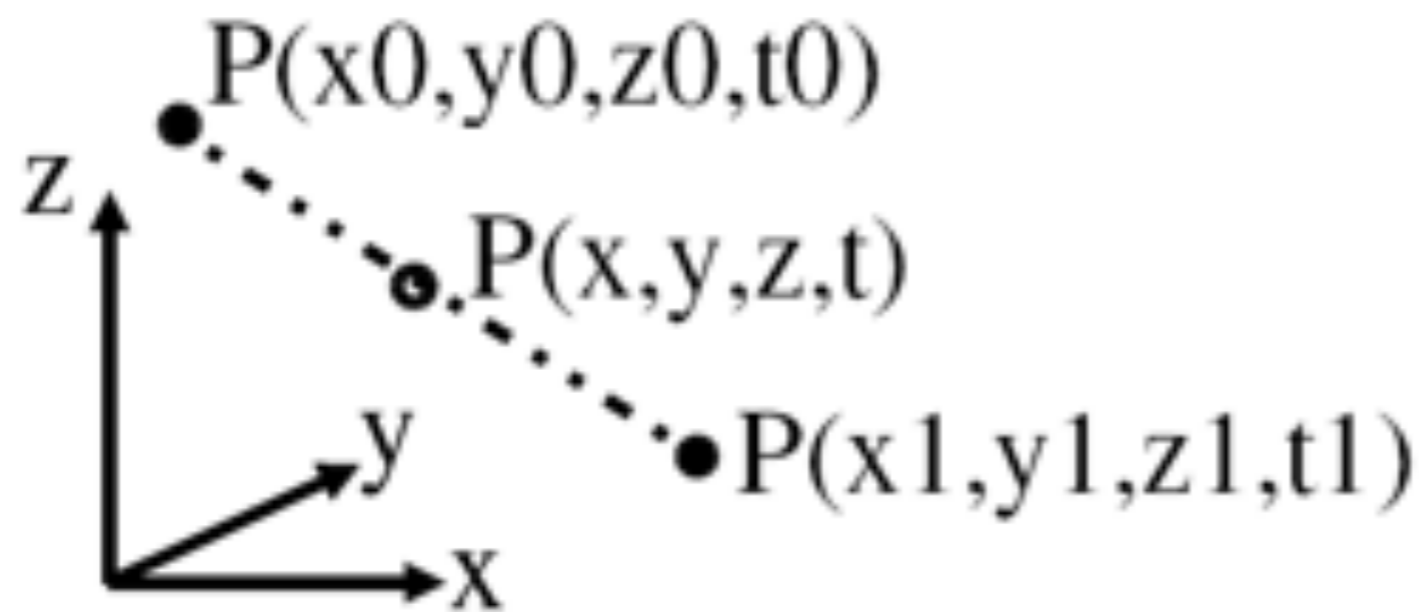 P(x0,y0,z0,t0)
z
P(x,y,z,t)
y
P(x1,y1,z1,t1)
x